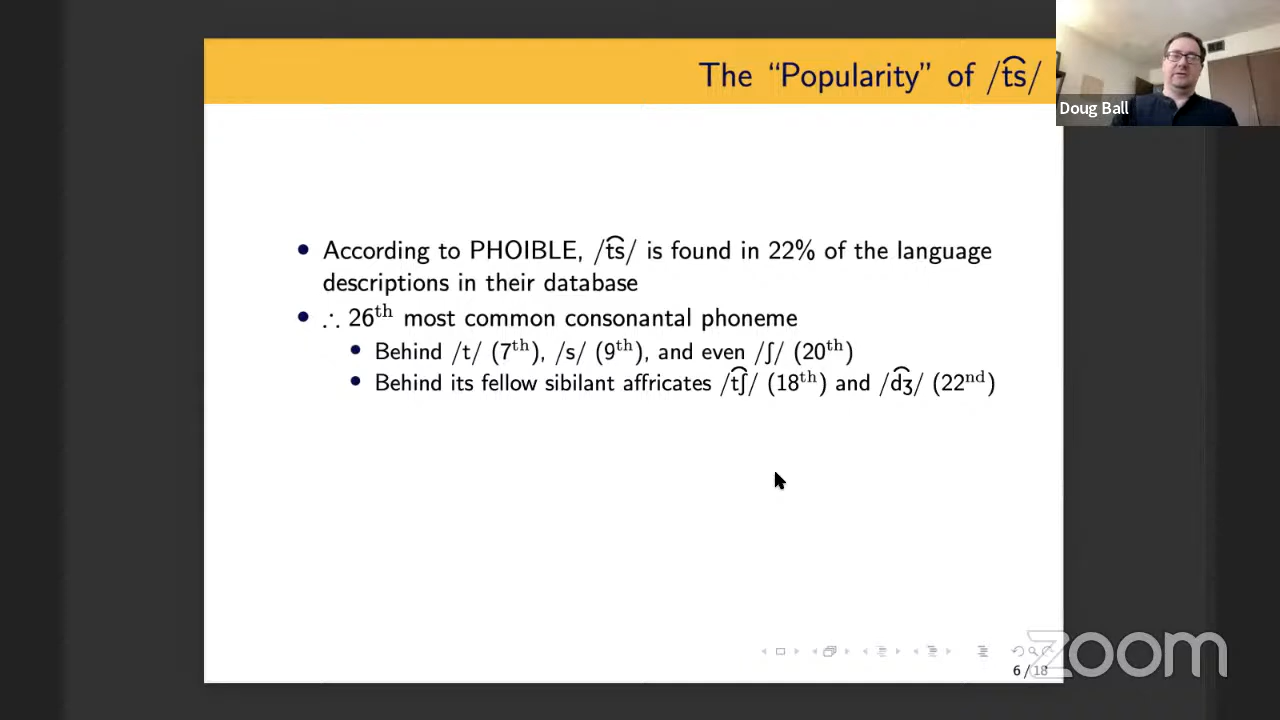 The “Popularity” of /t͡s/
Doug Ball
• According to PHOIBLE, /t͡s/ is found in 22% of the language
descriptions in their database
• ∴ 26th most common consonantal phoneme
• Behind /t/ (7th), /s/ (9th), and even /ʃ/ (20th)
• Behind its fellow sibilant affricates /t͡ʃ/ (18th) and /d͡ʒ/ (22nd)
6 / 18
zoom